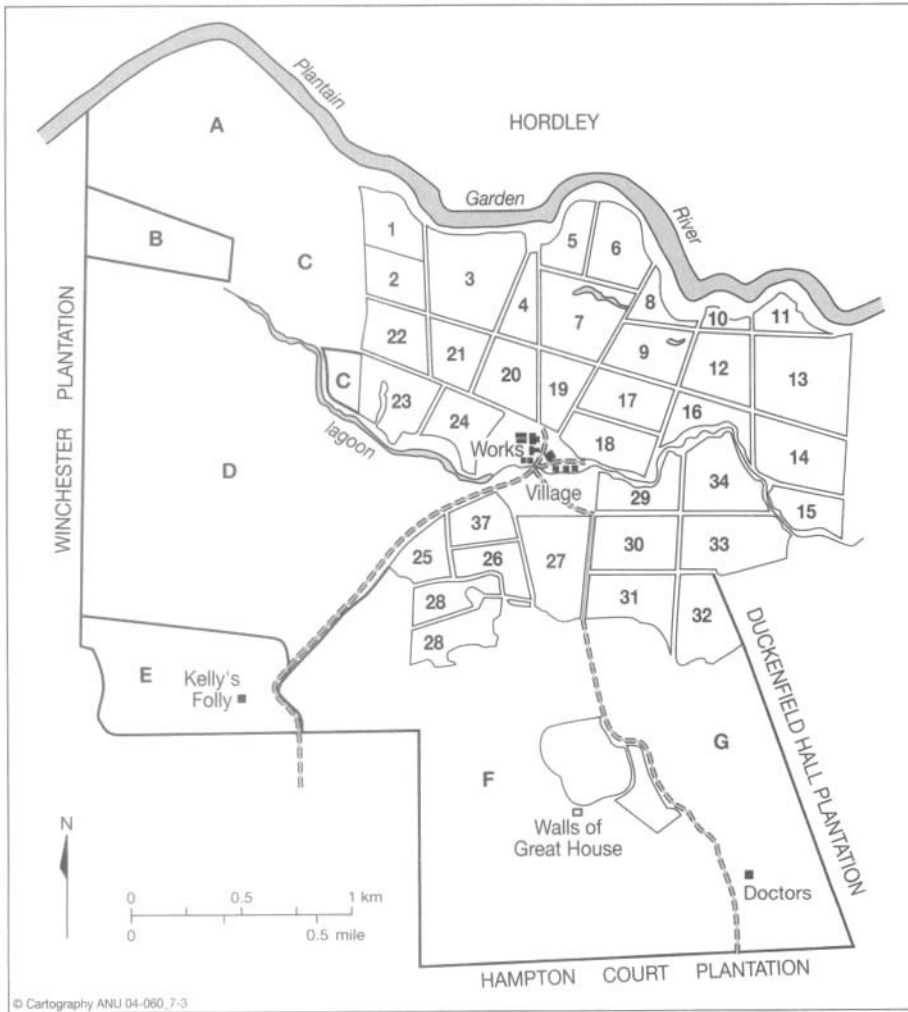 Plantain
A
HORDLEY
Garden
River
B
C
1
2
3
4
5
6
7
8
9
10
11
12
13
22
21
20
19
17
16
14
C
23
24
18
WINCHESTER PLANTATION
lagoon
Works
Village
D
29
34
15
37
25
26
27
30
33
28
28
31
32
E
Kelly's
Folly
DUCKENFIELD HALL PLANTATION
F
G
Walls of
Great House
Doctors
N
0 0.5 1 km
0 0.5 mile
HAMPTON COURT PLANTATION
© Cartography ANU 04-060_7-3